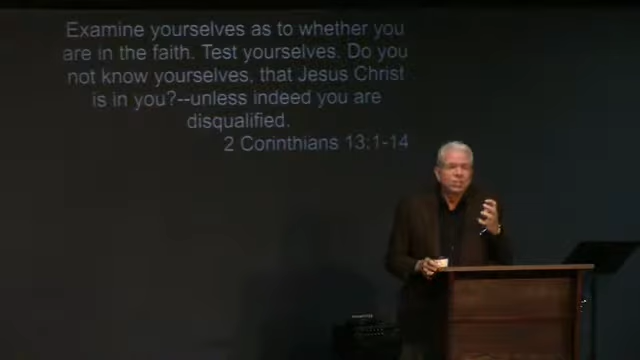 Examine yourselves as to whether you
are in the faith. Test yourselves. Do you
not know yourselves, that Jesus Christ
is in you?--unless indeed you are
disqualified.
2 Corinthians 13:1-14